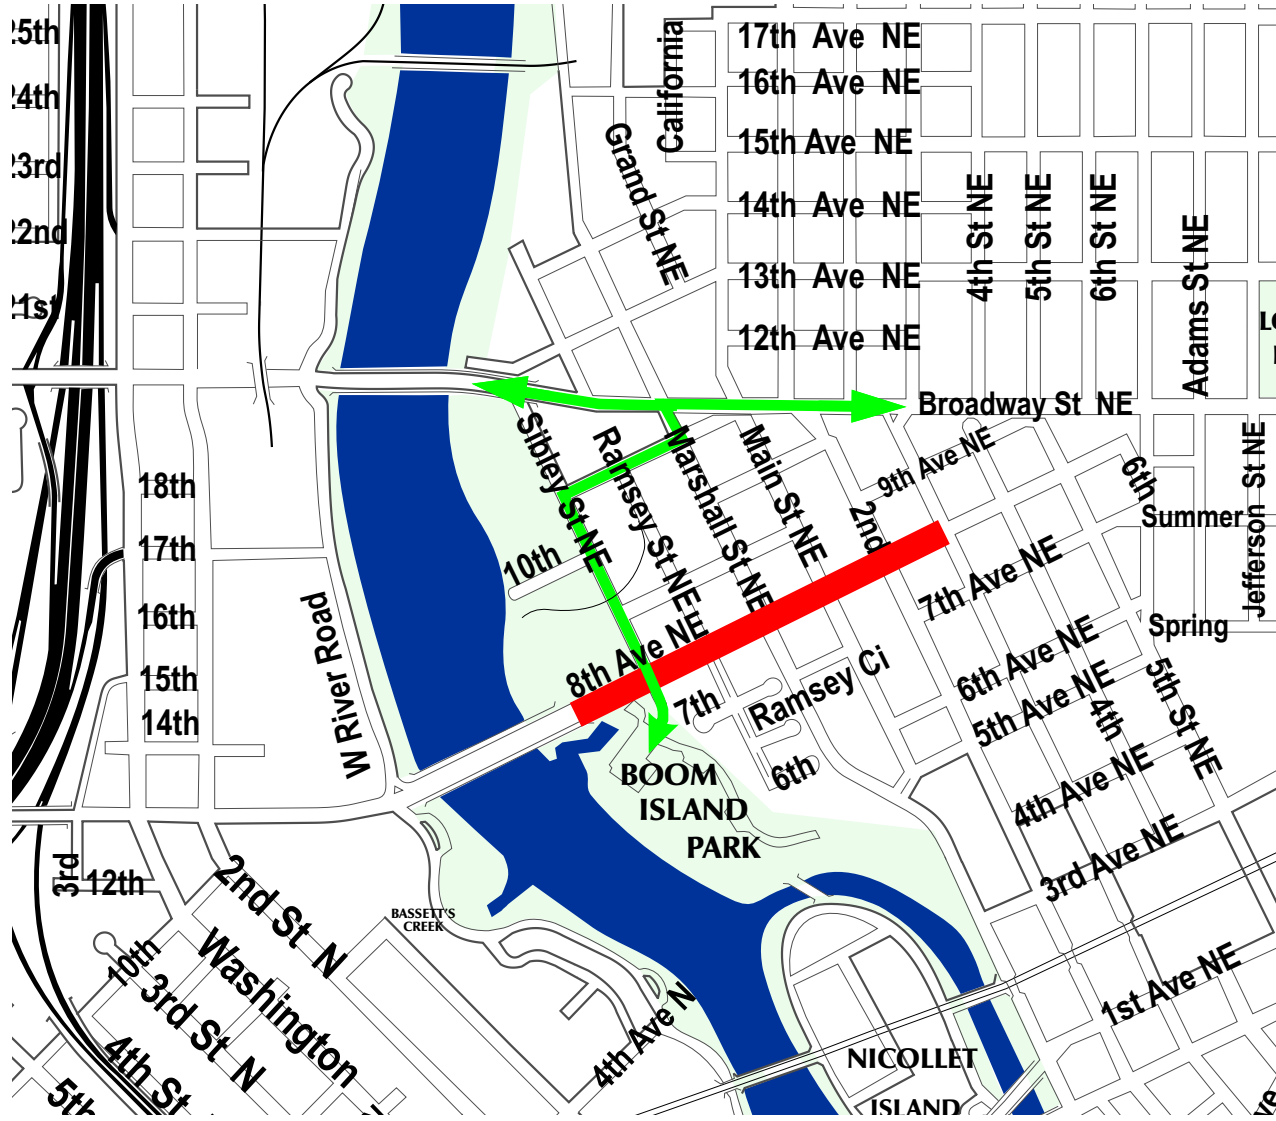 25th
24th
23rd
22nd
21st
California
17th Ave NE
16th Ave NE
15th Ave NE
14th Ave NE
13th Ave NE
12th Ave NE
Grand St NE
4th St NE
5th St NE
6th St NE
Adams St NE
Broadway St NE
Sibley St NE
Ramsey St NE
Marshall St NE
Main St NE
2nd
9th Ave NE
6th
Summer
Jefferson St NE
18th
17th
16th
15th
14th
10th
8th Ave NE
7th Ave NE
Spring
W River Road
7th
Ramsey Ci
6th Ave NE
5th Ave NE
4th
5th St NE
6th
BOOM
ISLAND
PARK
4th Ave NE
3rd Ave NE
3rd
12th
2nd St N
BASSETT'S
CREEK
10th
Washington
3rd St N
4th St
5th
4th Ave N
1st Ave NE
NICOLLET
ISLAND